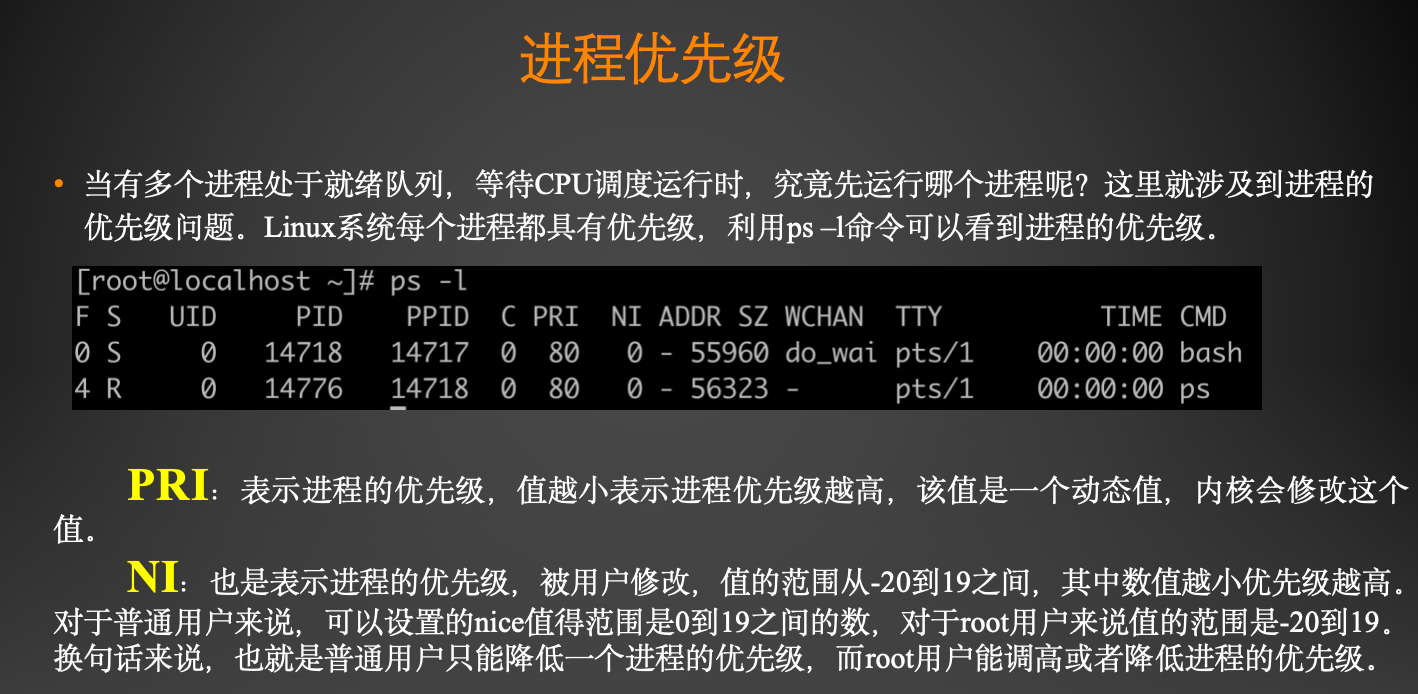 进程优先级
• 当有多个进程处于就绪队列，等待CPU调度运行时，究竟先运行哪个进程呢？这里就涉及到进程的
优先级问题。Linux系统每个进程都具有优先级，利用ps –l命令可以看到进程的优先级。
[root@localhost ~]# ps -l
F S   UID     PID    PPID  C PRI  NI ADDR SZ WCHAN  TTY          TIME CMD
0 S     0   14718   14717  0  80   0 - 55960 do_wai pts/1    00:00:00 bash
4 R     0   14776   14718  0  80   0 - 56323 -      pts/1    00:00:00 ps
PRI：表示进程的优先级，值越小表示进程优先级越高，该值是一个动态值，内核会修改这个
值。
NI：也是表示进程的优先级，被用户修改，值的范围从-20到19之间，其中数值越小优先级越高。
对于普通用户来说，可以设置的nice值得范围是0到19之间的数，对于root用户来说值的范围是-20到19。
换句话来说，也就是普通用户只能降低一个进程的优先级，而root用户能调高或者降低进程的优先级。